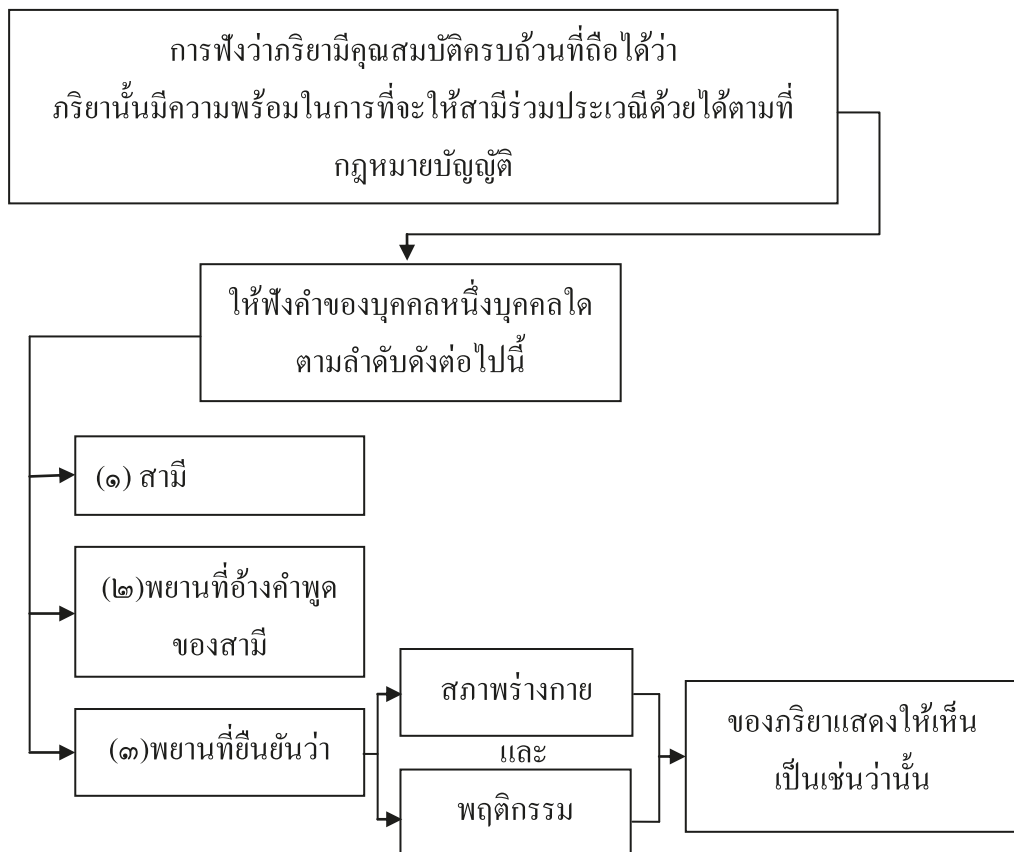 การฟังว่าภริยามีคุณสมบัติครบถ้วนที่ถือได้ว่า
ภริยานั้นมีความพร้อมในการที่จะให้สามีร่วมประเวณีด้วยได้ตามที่
กฎหมายบัญญัติ
ให้ฟังคำของบุคคลหนึ่งบุคคลใด
ตามลำดับดังต่อไปนี้
(๑) สามี
(๒)พยานที่อ้างคำพูด
ของสามี
(๓)พยานที่ยืนยันว่า
สภาพร่างกาย
และ
พฤติกรรม
ของภริยาแสดงให้เห็น
เป็นเช่นว่านั้น